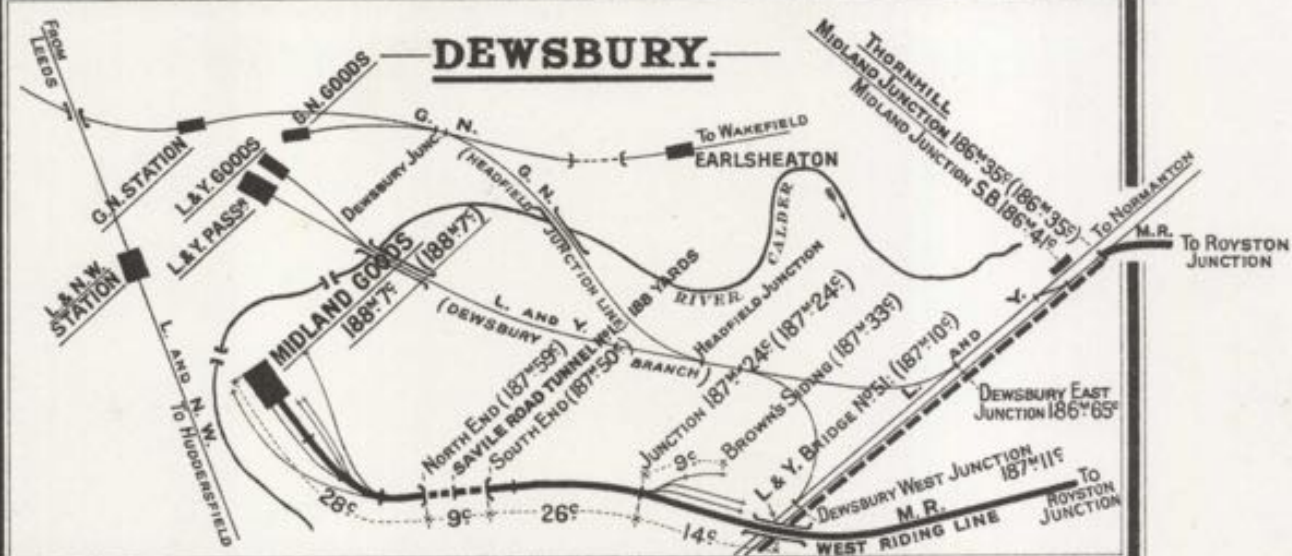 DEWSBURY.
FROM
LEEDS
G.N. STATION
G.N. GOODS
L.& Y. GOODS
L.& Y. PASSR
L.& N.W.
STATION
L. AND N. W.
TO HUDDERSFIELD
DEWSBURY JUNC
G. N.
G. N.
(HEADFIELD JUNCTION LINE)
TO WAKEFIELD
EARLSHEATON
THORNHILL
MIDLAND JUNCTION 186M 35C (186M 35C)
MIDLAND JUNCTION S.B. 186M 41C
TO NORMANTON
M.R.
TO ROYSTON
JUNCTION
RIVER CALDER
MIDLAND GOODS
188M 7C (188M 7C)
L. AND Y.
(DEWSBURY BRANCH)
HEADFIELD JUNCTION
NORTH END (187M 59C)
SAVILE ROAD TUNNEL No 1. 188 YARDS
SOUTH END (187M 50C)
JUNCTION 187M 24C (187M 24C)
BROWN'S SIDING (187M 33C)
L.& Y. BRIDGE No 51. (187M 10C)
L. AND Y.
DEWSBURY EAST
JUNCTION 186M 65C
DEWSBURY WEST JUNCTION
187M 11C
M.R.
WEST RIDING LINE
TO
ROYSTON
JUNCTION
28C
9C
26C
9C
14C